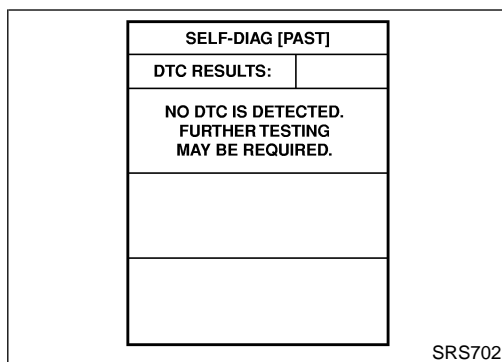 SELF-DIAG [PAST]
DTC RESULTS:
NO DTC IS DETECTED.
FURTHER TESTING
MAY BE REQUIRED.
SRS702